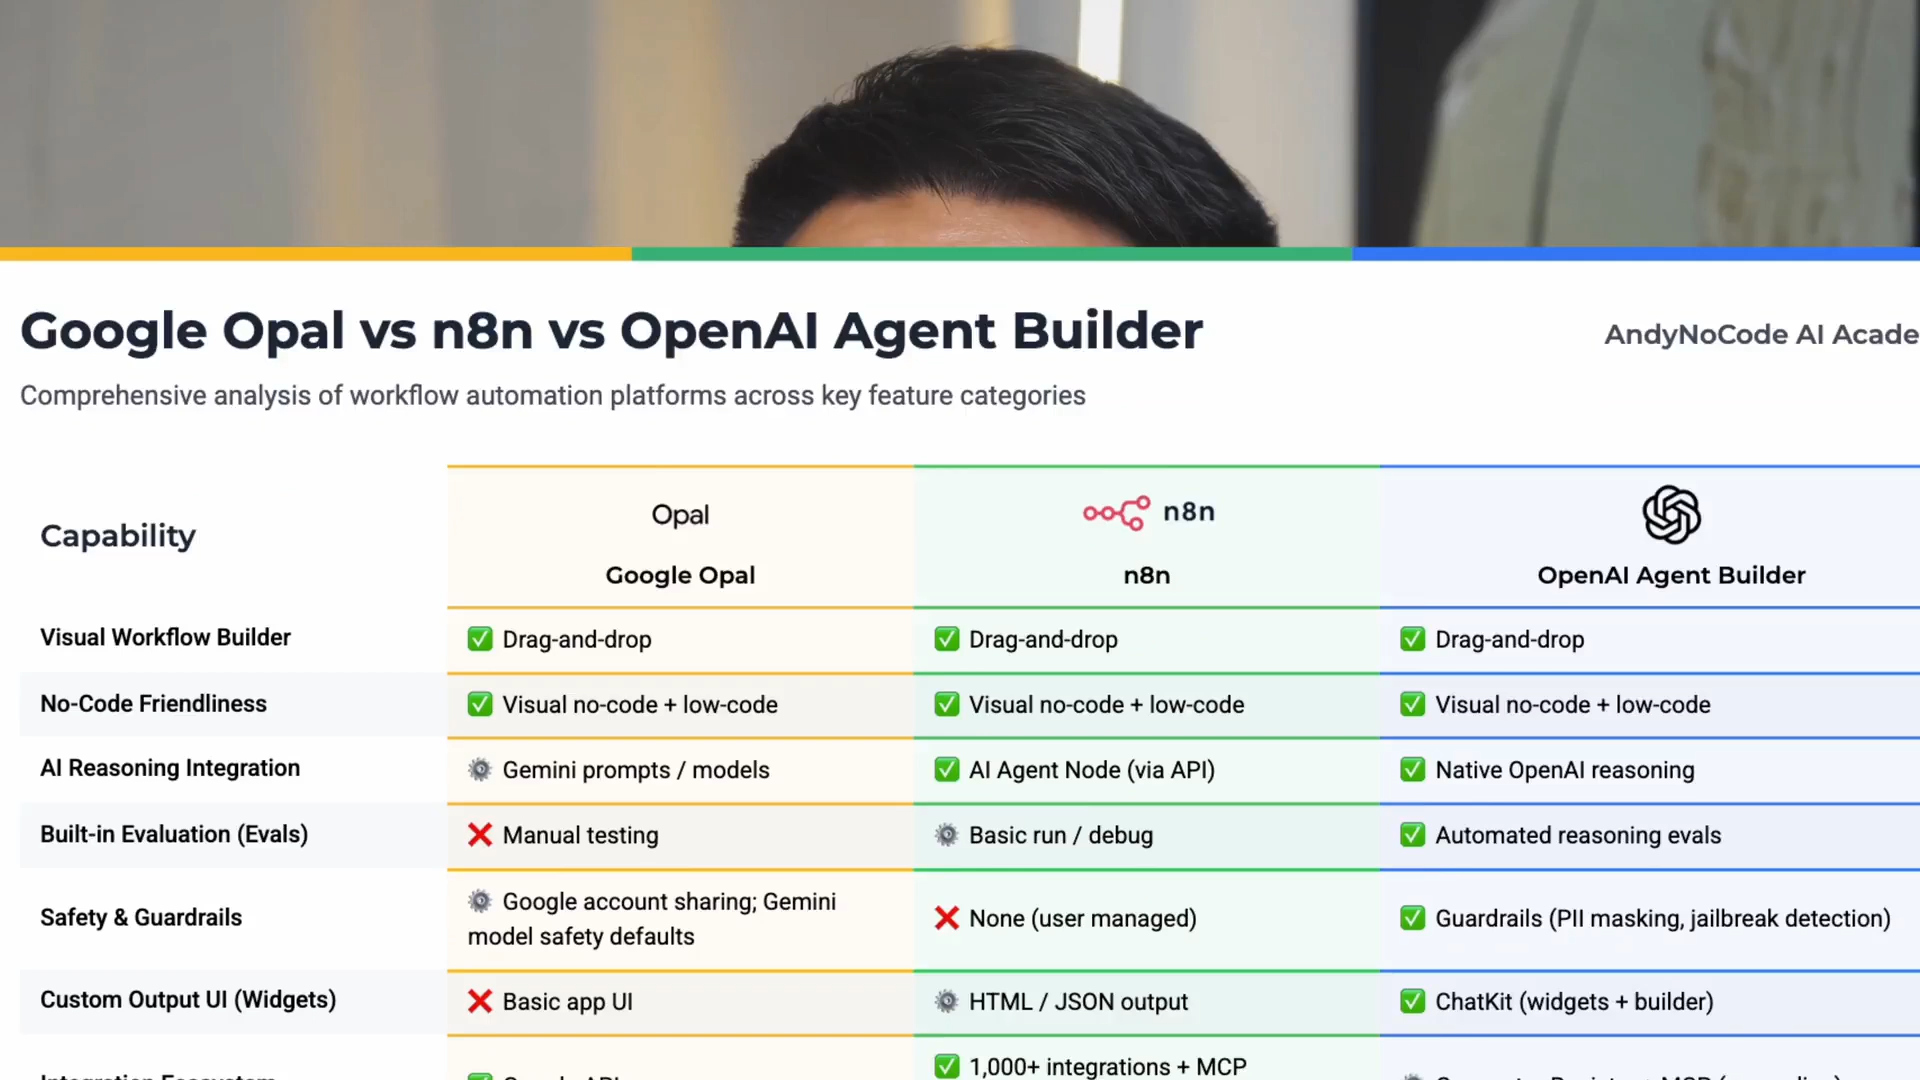 Google Opal vs n8n vs OpenAI Agent Builder
AndyNoCode AI Acade
Comprehensive analysis of workflow automation platforms across key feature categories
Capability
Opal
Google Opal
n8n
n8n
OpenAI Agent Builder
Visual Workflow Builder
✅ Drag-and-drop
✅ Drag-and-drop
✅ Drag-and-drop
No-Code Friendliness
✅ Visual no-code + low-code
✅ Visual no-code + low-code
✅ Visual no-code + low-code
AI Reasoning Integration
⚙️ Gemini prompts / models
✅ AI Agent Node (via API)
✅ Native OpenAI reasoning
Built-in Evaluation (Evals)
❌ Manual testing
⚙️ Basic run / debug
✅ Automated reasoning evals
Safety & Guardrails
⚙️ Google account sharing; Gemini
model safety defaults
❌ None (user managed)
✅ Guardrails (PII masking, jailbreak detection)
Custom Output UI (Widgets)
❌ Basic app UI
⚙️ HTML / JSON output
✅ ChatKit (widgets + builder)
✅ 1,000+ integrations + MCP